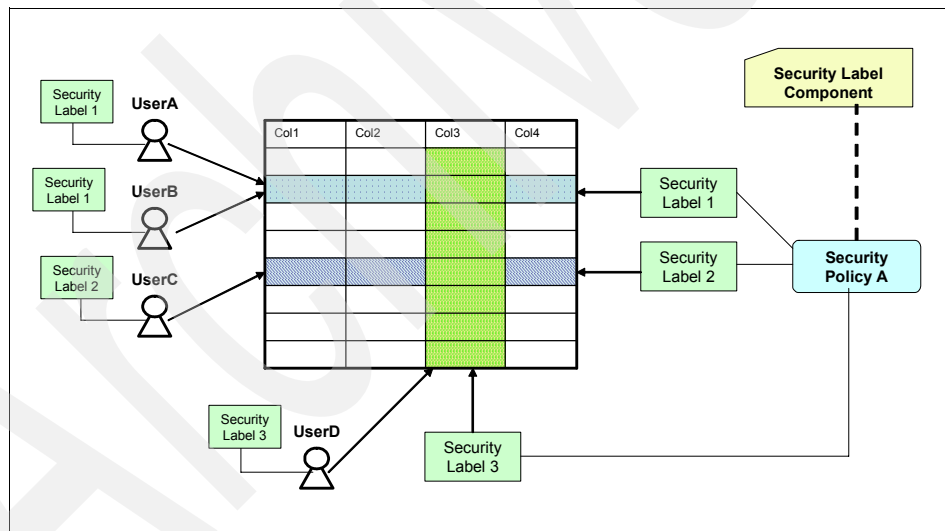 Security Label
Component
Security
Label 1
UserA
Col1 Col2 Col3 Col4
Security
Label 1
UserB
Security
Label 1
Security
Label 2
UserC
Security
Label 2
Security
Policy A
Security
Label 3
UserD
Security
Label 3
Archive